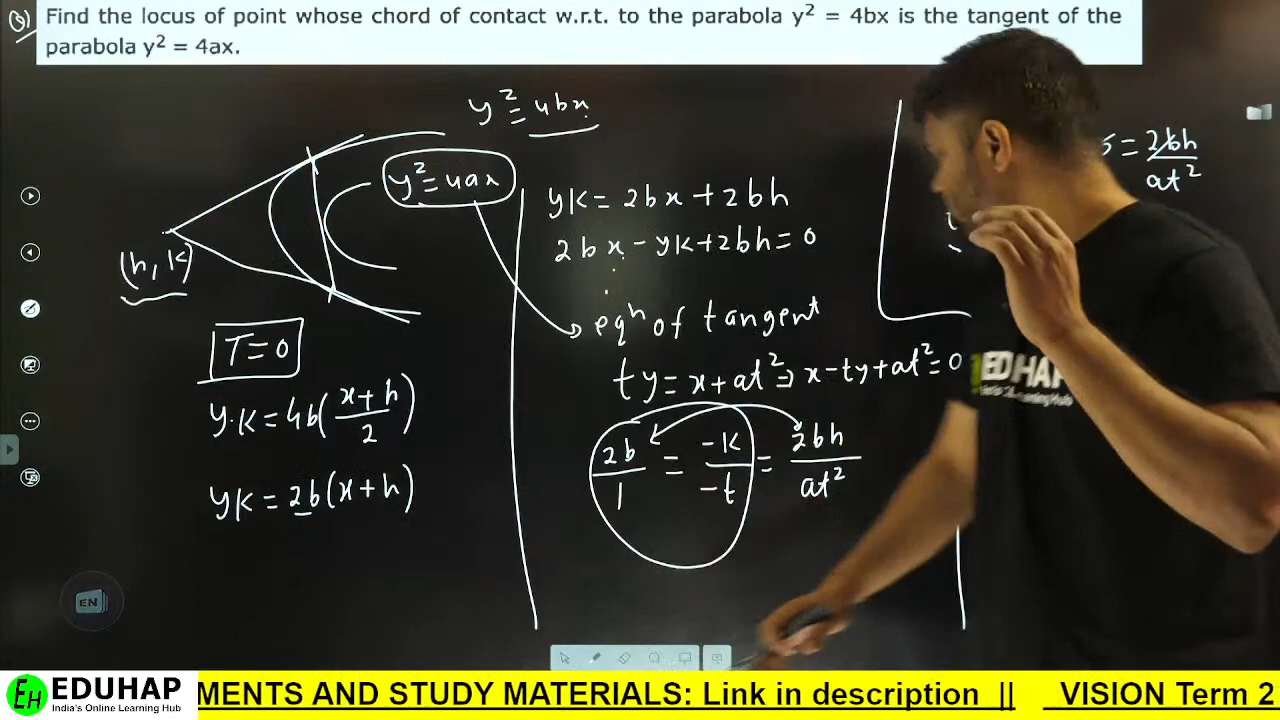 Q)
Find the locus of point whose chord of contact w.r.t. to the parabola y² = 4bx is the tangent of the
parabola y² = 4ax.
y² = 4bx
y² = 4ax
(h, k)
T = 0
y.k = 4b(x+h/2)
yk = 2b(x+h)
yk = 2bx + 2bh
2bx - yk + 2bh = 0
eqⁿ of tangent
ty = x + at² ⇒ x - ty + at² = 0
2b/1 = -k/-t = 2bh/at²
= 2bh/at²
EDUHAP
EN
EH EDUHAP
India's Online Learning Hub
MENTS AND STUDY MATERIALS: Link in description || VISION Term 2